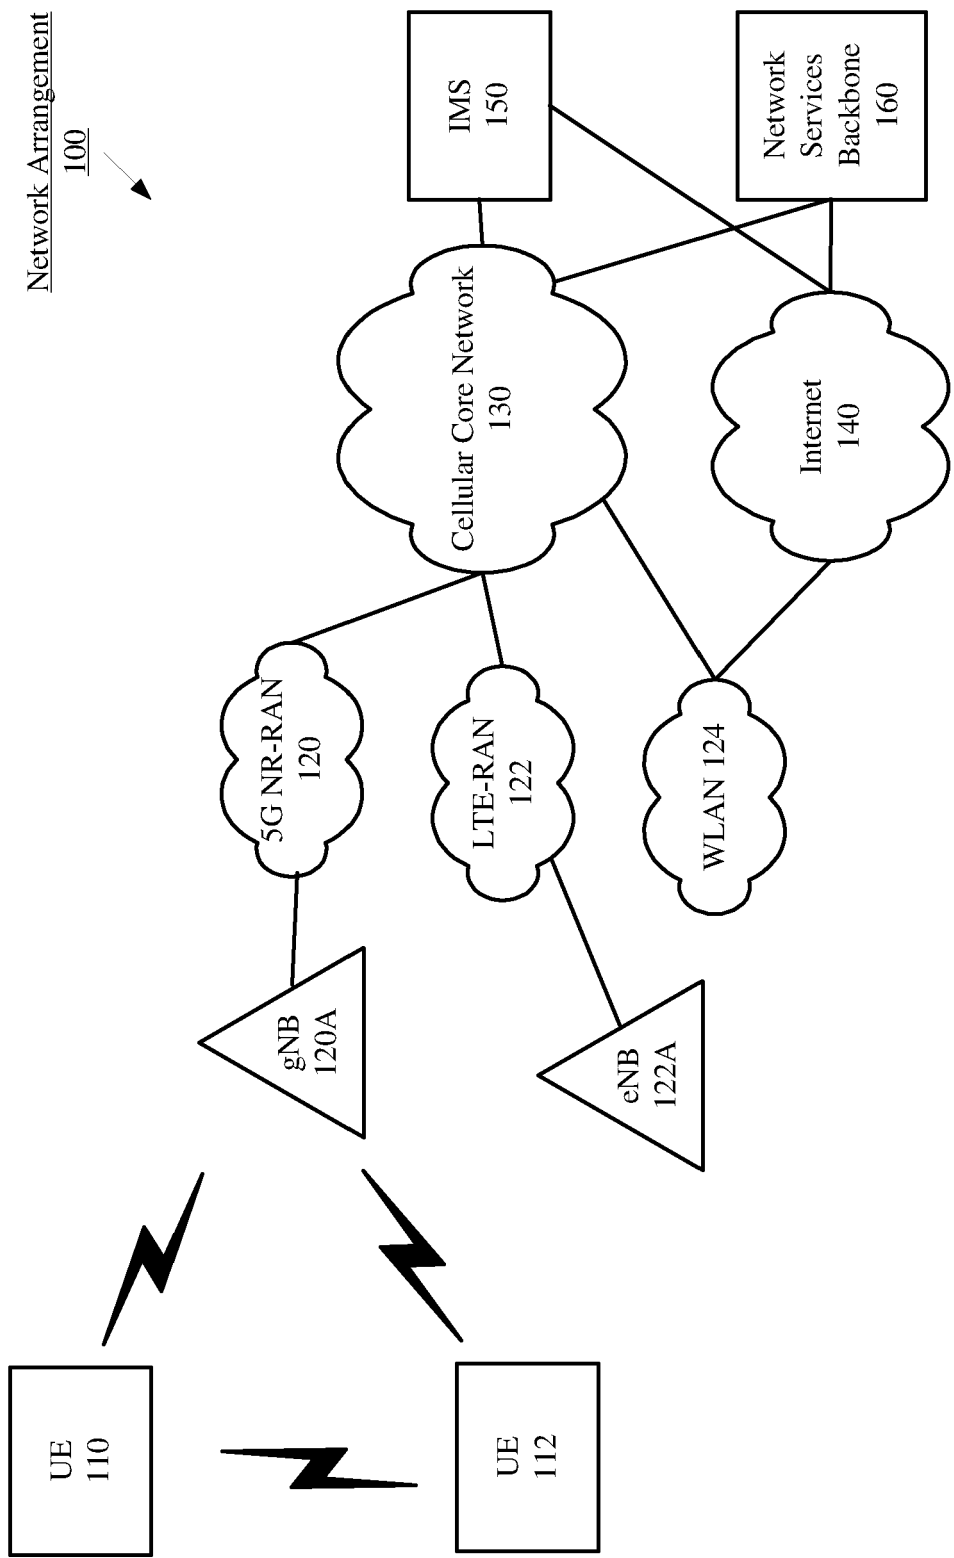 Network Arrangement
100
UE
110
UE
112
gNB
120A
eNB
122A
5G NR-RAN
120
LTE-RAN
122
WLAN 124
Cellular Core Network
130
Internet
140
IMS
150
Network
Services
Backbone
160